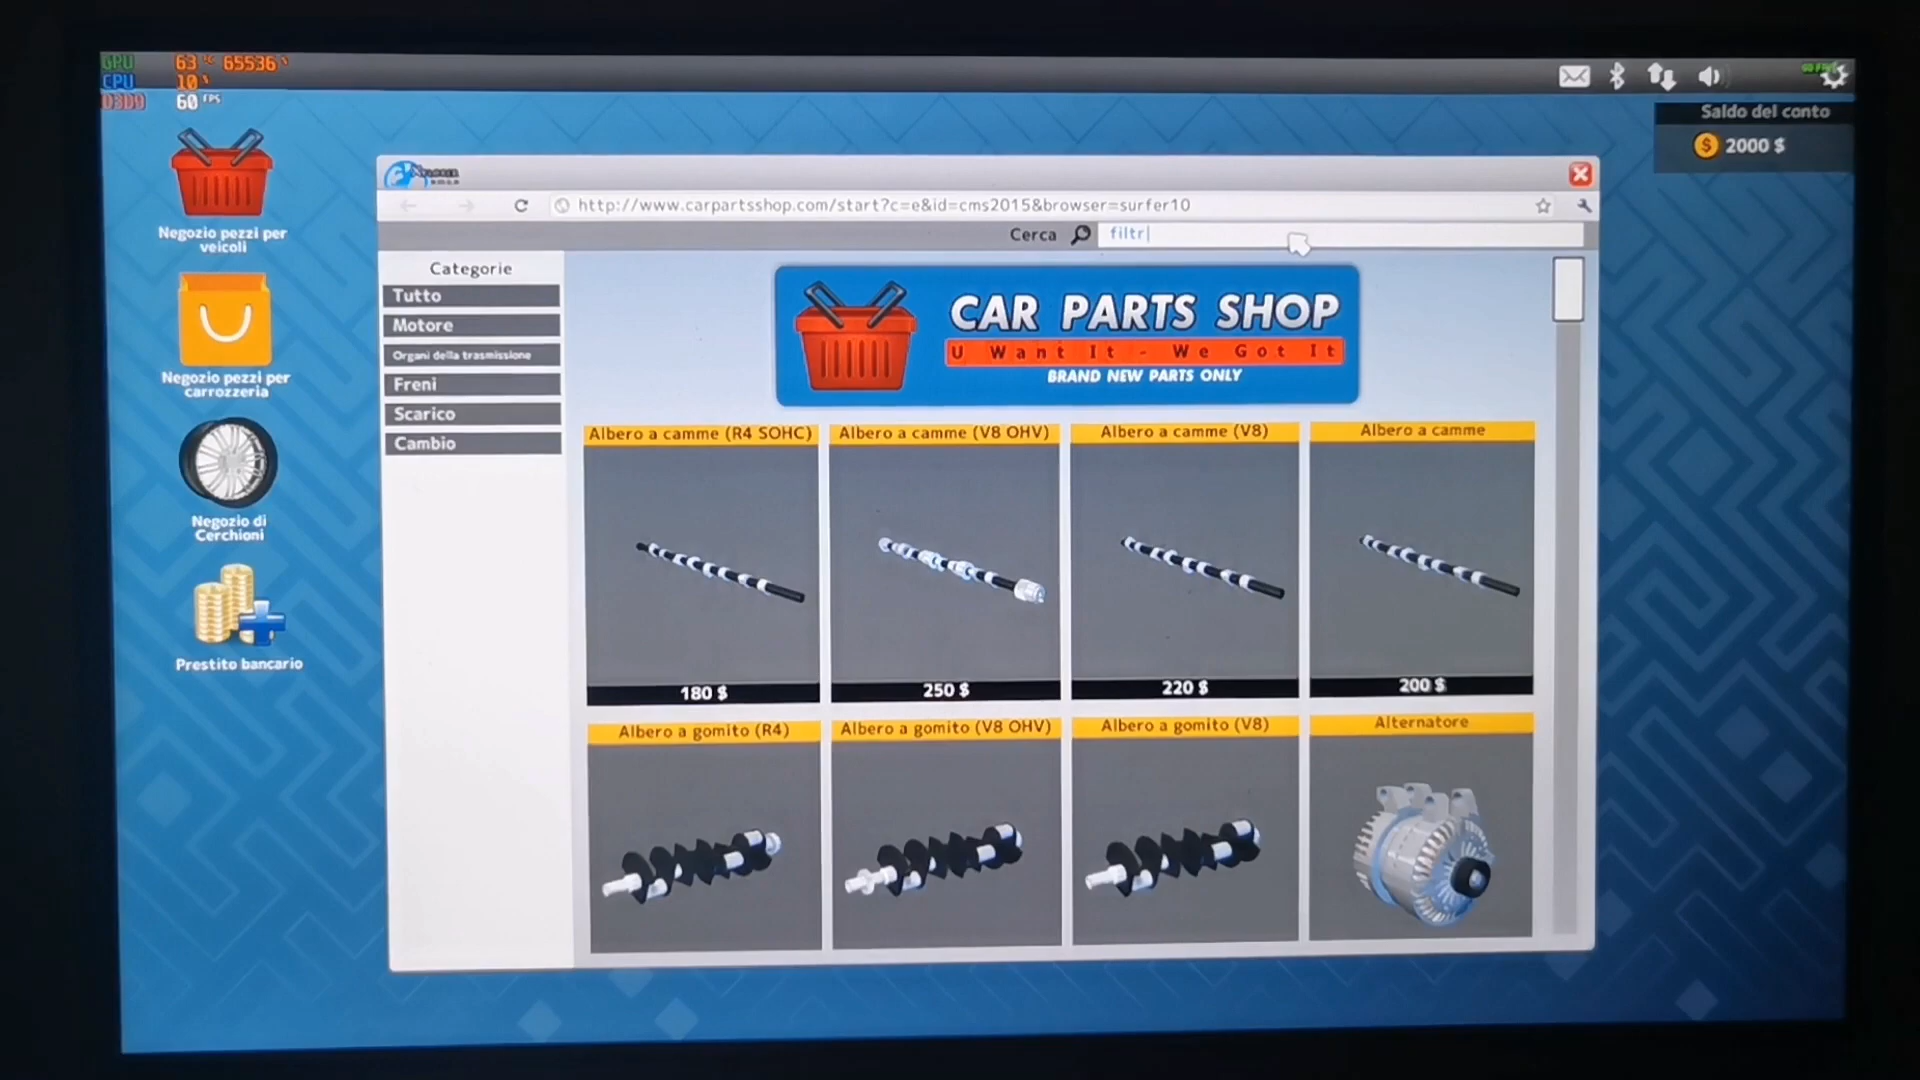 GPU 63 °C 65536 %
CPU 10 %
D3D9 60 FPS
60 FPS
Saldo del conto
$ 2000 $
Negozio pezzi per
veicoli
Negozio pezzi per
carrozzeria
Negozio di
Cerchioni
Prestito bancario
http://www.carpartsshop.com/start?c=e&id=cms2015&browser=surfer10
Cerca filtr
Categorie
Tutto
Motore
Organi della trasmissione
Freni
Scarico
Cambio
CAR PARTS SHOP
U Want It - We Got It
BRAND NEW PARTS ONLY
Albero a camme (R4 SOHC)
180 $
Albero a camme (V8 OHV)
250 $
Albero a camme (V8)
220 $
Albero a camme
200 $
Albero a gomito (R4)
Albero a gomito (V8 OHV)
Albero a gomito (V8)
Alternatore